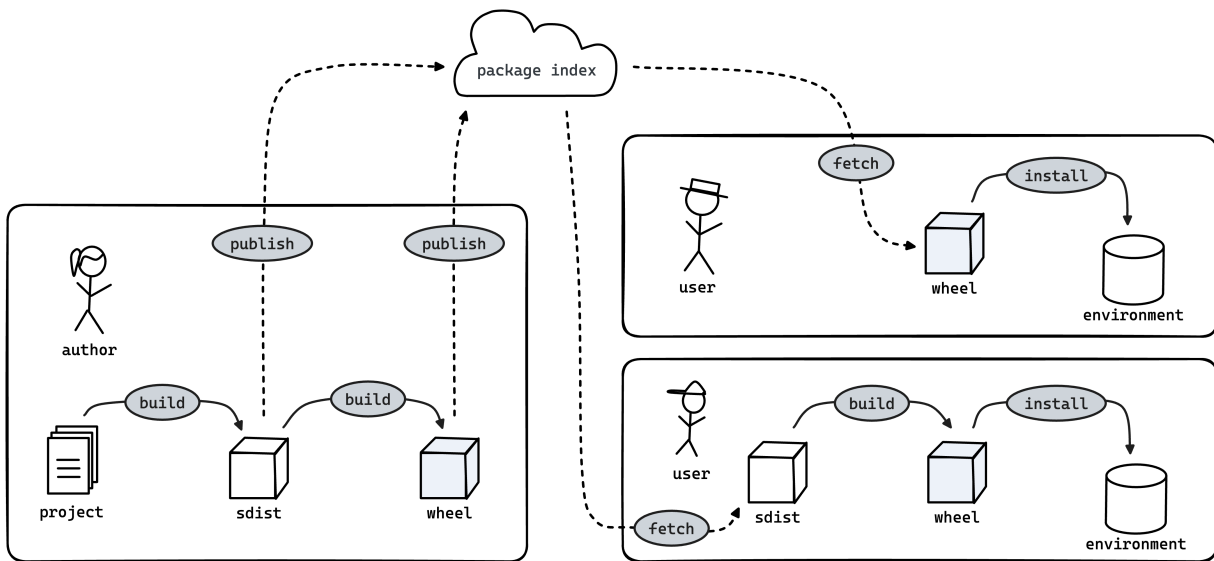 package index
publish
publish
author
build
build
project
sdist
wheel
fetch
install
user
wheel
environment
build
install
user
fetch
sdist
wheel
environment